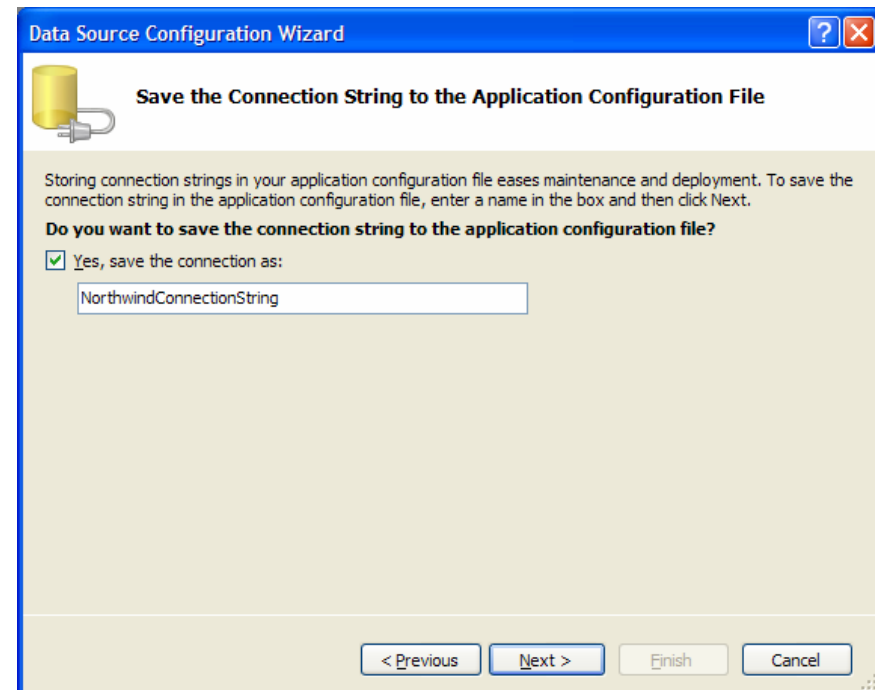 Data Source Configuration Wizard
?
Save the Connection String to the Application Configuration File
Storing connection strings in your application configuration file eases maintenance and deployment. To save the
connection string in the application configuration file, enter a name in the box and then click Next.
Do you want to save the connection string to the application configuration file?
Yes, save the connection as:
NorthwindConnectionString
< Previous Next > Finish Cancel